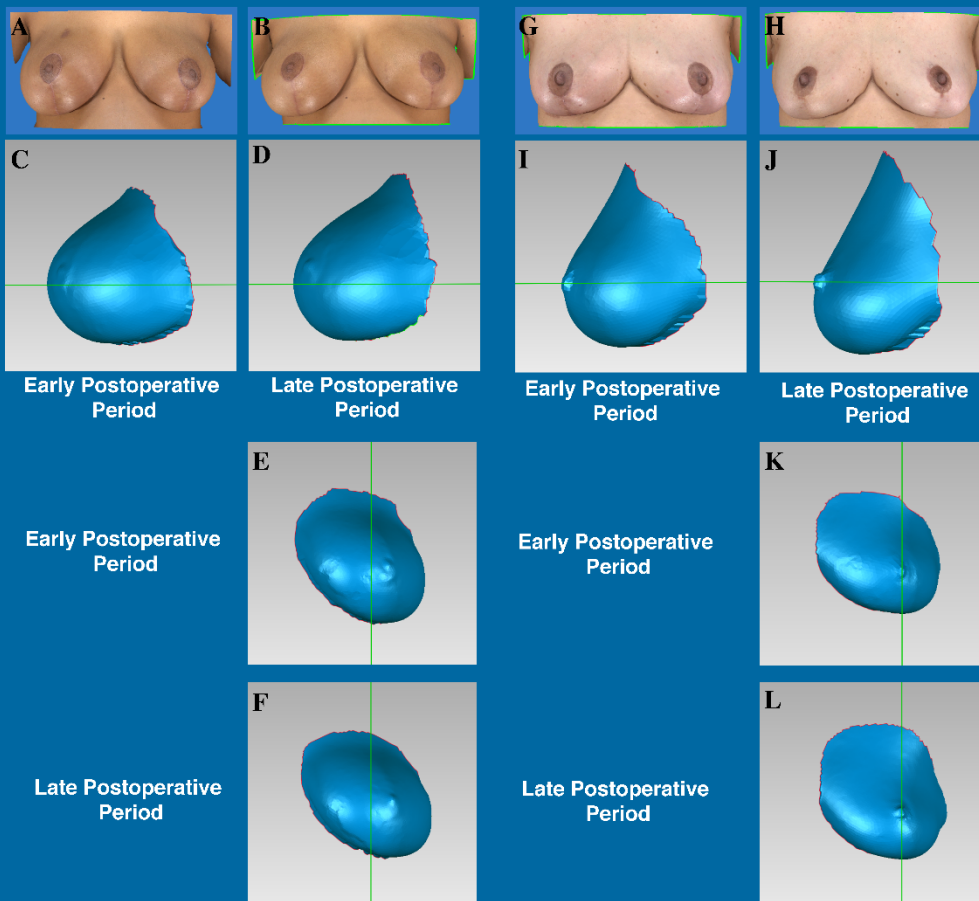 A
B
G
H
C
D
I
J
Early Postoperative
Period
Late Postoperative
Period
Early Postoperative
Period
Late Postoperative
Period
E
K
Early Postoperative
Period
Early Postoperative
Period
F
L
Late Postoperative
Period
Late Postoperative
Period